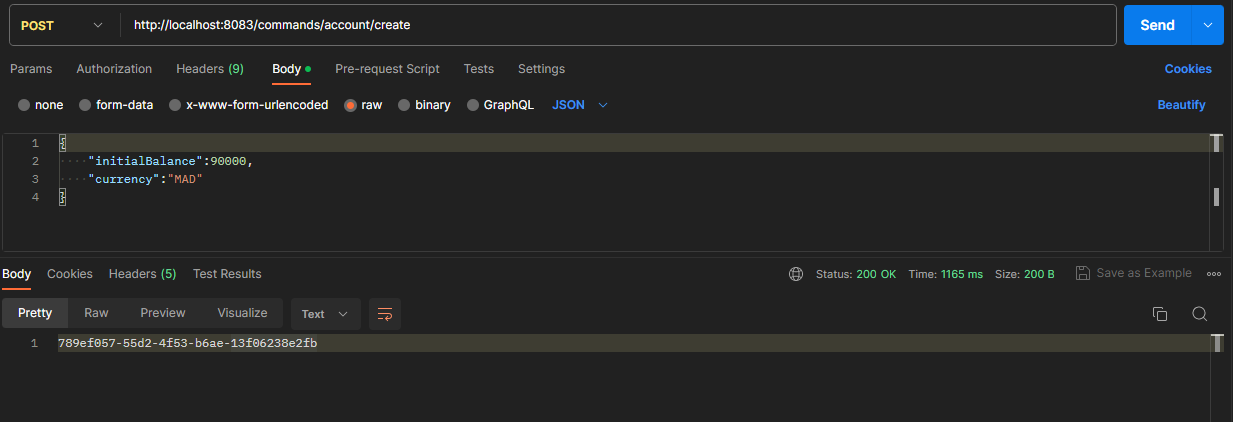 POST http://localhost:8083/commands/account/create Send
Params Authorization Headers (9) Body Pre-request Script Tests Settings Cookies
none form-data x-www-form-urlencoded raw binary GraphQL JSON Beautify
1 {
2 "initialBalance":90000,
3 "currency":"MAD"
4 }
Body Cookies Headers (5) Test Results Status: 200 OK Time: 1165 ms Size: 200 B Save as Example
Pretty Raw Preview Visualize Text
1 789ef057-55d2-4f53-b6ae-13f06238e2fb